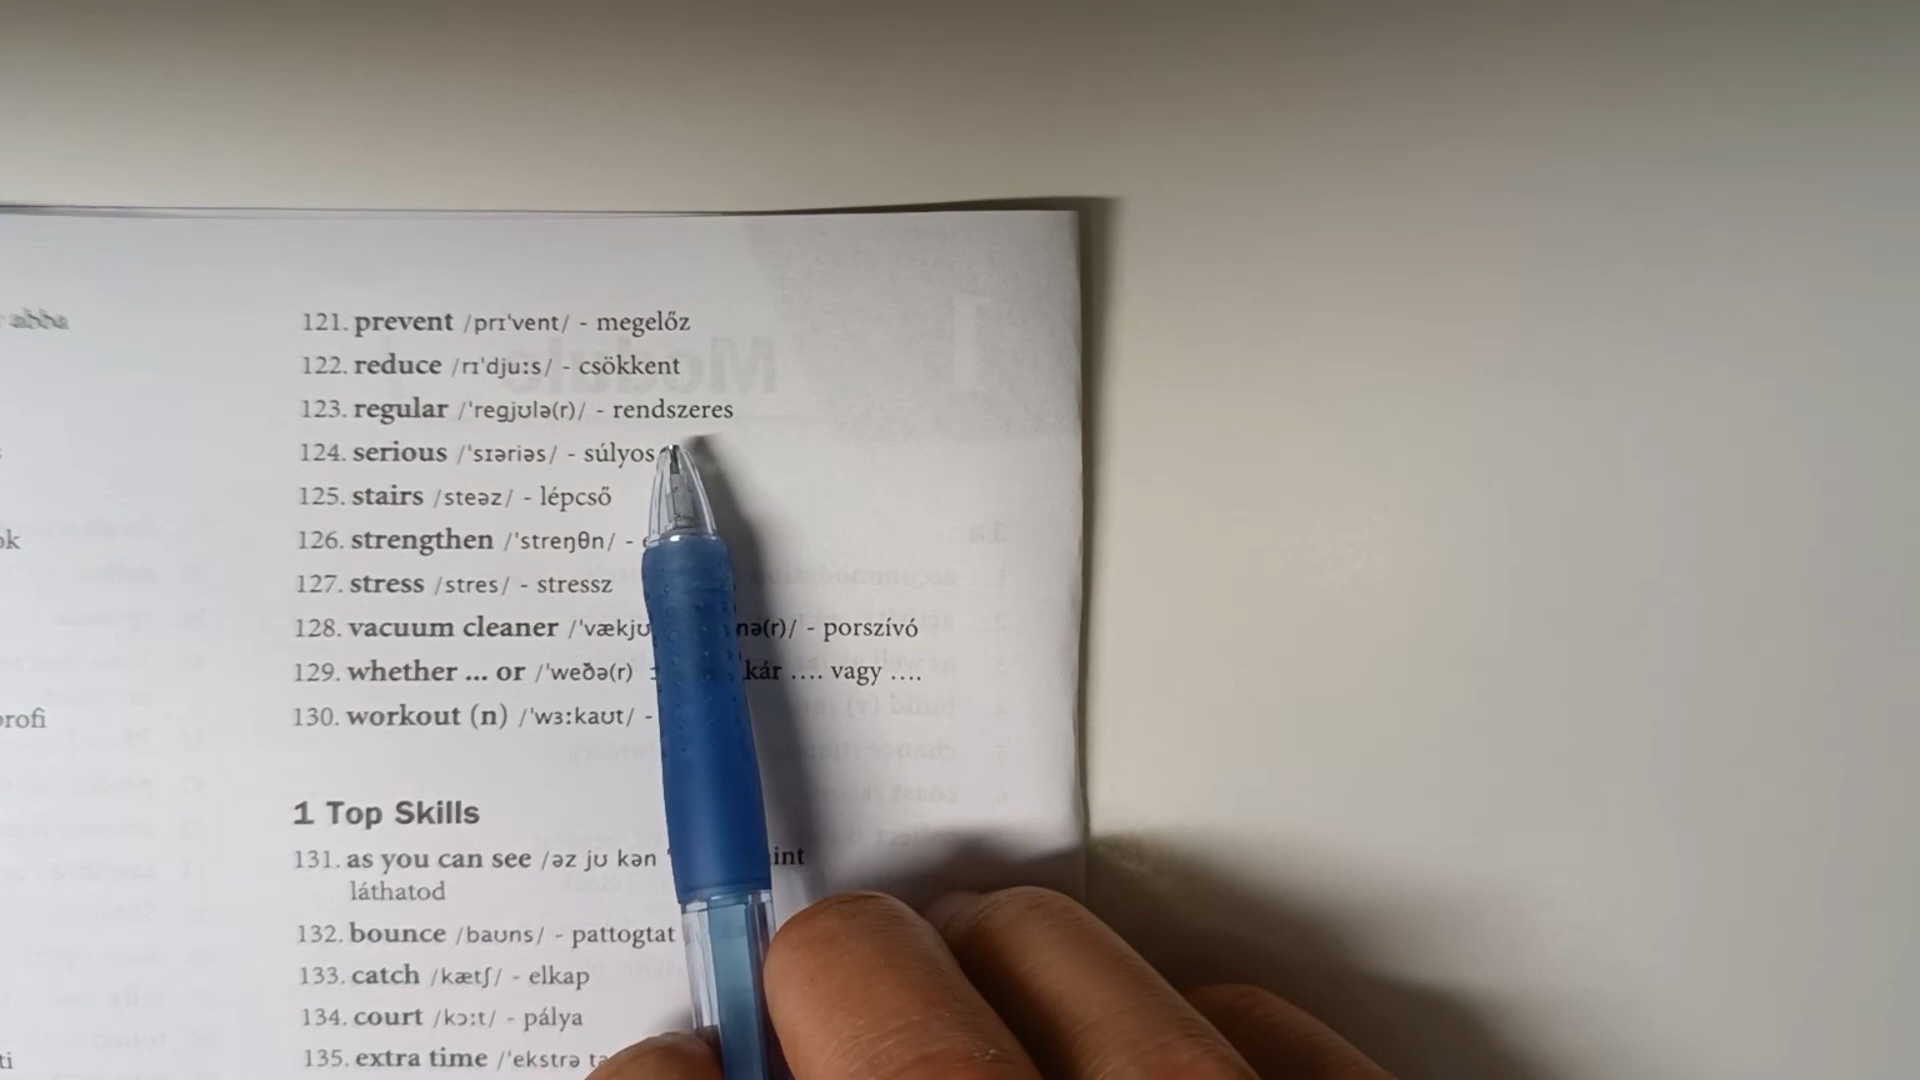 abba
121. prevent /prɪˈvent/ - megelőz
122. reduce /rɪˈdjuːs/ - csökkent
123. regular /ˈreɡjʊlə(r)/ - rendszeres
124. serious /ˈsɪəriəs/ - súlyos
125. stairs /steəz/ - lépcső
126. strengthen /ˈstreŋθn/ -
127. stress /stres/ - stressz
128. vacuum cleaner /ˈvækjʊ nə(r)/ - porszívó
129. whether ... or /ˈweðə(r) kár .... vagy ....
130. workout (n) /ˈwɜːkaʊt/ -
profi
1 Top Skills
131. as you can see /əz jʊ kən int
láthatod
132. bounce /baʊns/ - pattogtat
133. catch /kætʃ/ - elkap
134. court /kɔːt/ - pálya
135. extra time /ˈekstrə